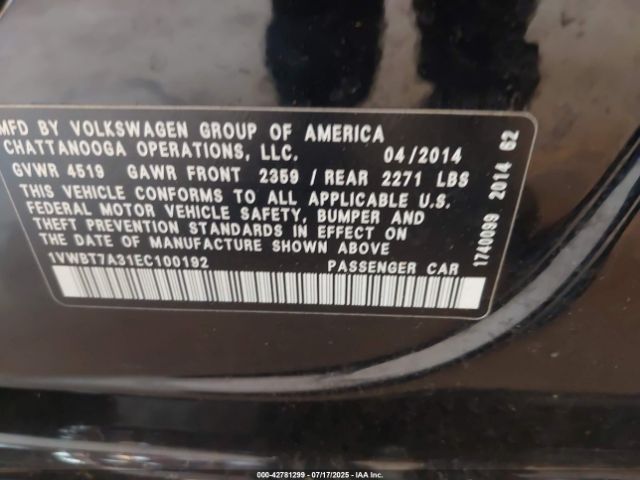 MFD BY VOLKSWAGEN GROUP OF AMERICA
CHATTANOOGA OPERATIONS, LLC. 04/2014
GVWR 4519 GAWR FRONT 2359 / REAR 2271 LBS
THIS VEHICLE CONFORMS TO ALL APPLICABLE U.S.
FEDERAL MOTOR VEHICLE SAFETY, BUMPER AND
THEFT PREVENTION STANDARDS IN EFFECT ON
THE DATE OF MANUFACTURE SHOWN ABOVE
1VWBT7A31EC100192 PASSENGER CAR
1740099 2014 62
000-42781299 | 07/17/2025 | IAA Inc.